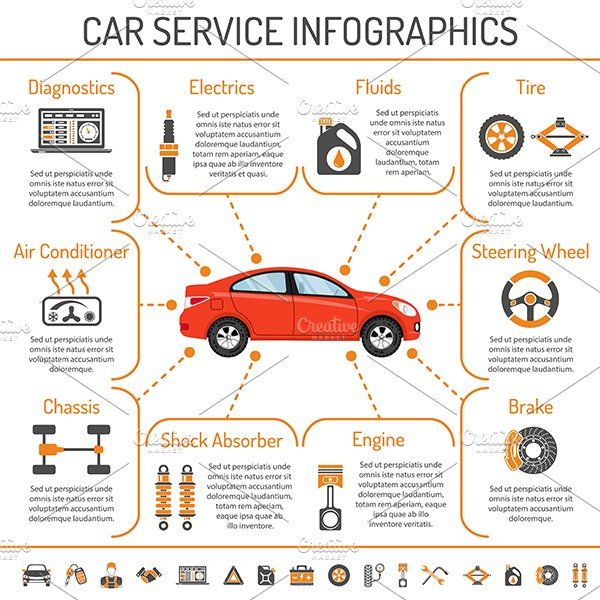 CAR SERVICE INFOGRAPHICS
Diagnostics
Sed ut perspiciatis unde
omnis iste natus error sit
voluptatem accusantium
doloremque laudantium.
Electrics
Sed ut perspiciatis unde
omnis iste natus error sit
voluptatem accusantium
doloremque laudantium,
totam rem aperiam, eaque
ipsa quae ab illo inventore
veritatis et quasi.
Fluids
Sed ut perspiciatis unde
omnis iste natus
error sit voluptatem
accusantium
doloremque
laudantium, totam
rem aperiam.
Tire
Sed ut perspiciatis unde
omnis iste natus error sit
voluptatem accusantium
doloremque laudantium.
Air Conditioner
Sed ut perspiciatis unde
omnis iste natus error sit
voluptatem accusantium
doloremque.
Steering Wheel
Sed ut perspiciatis unde
omnis iste natus error sit
voluptatem accusantium
doloremque laudantium.
Chassis
Sed ut perspiciatis unde
omnis iste natus error sit
voluptatem accusantium
doloremque laudantium.
Shock Absorber
Sed ut perspiciatis
unde omnis iste
natus error sit
voluptatem
accusantium
doloremque laudantium,
totam rem aperiam,
eaque ipsa quae ab
illo inventore.
Engine
Sed ut perspiciatis
unde omnis iste
natus error sit
voluptatem
accusantium
doloremque laudantium,
totam rem aperiam,
eaque ipsa quae ab illo
inventore veritatis.
Brake
Sed ut perspiciatis unde
omnis iste natus error sit
voluptatem accusantium
doloremque laudantium.
Creative
MARKET